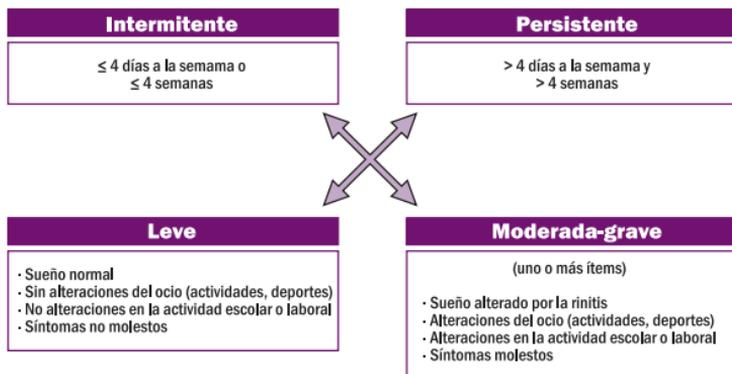 Intermitente
≤ 4 días a la semama o
≤ 4 semanas
Persistente
> 4 días a la semama y
> 4 semanas
Leve
· Sueño normal
· Sin alteraciones del ocio (actividades, deportes)
· No alteraciones en la actividad escolar o laboral
· Síntomas no molestos
Moderada-grave
(uno o más ítems)
· Sueño alterado por la rinitis
· Alteraciones del ocio (actividades, deportes)
· Alteraciones en la actividad escolar o laboral
· Síntomas molestos